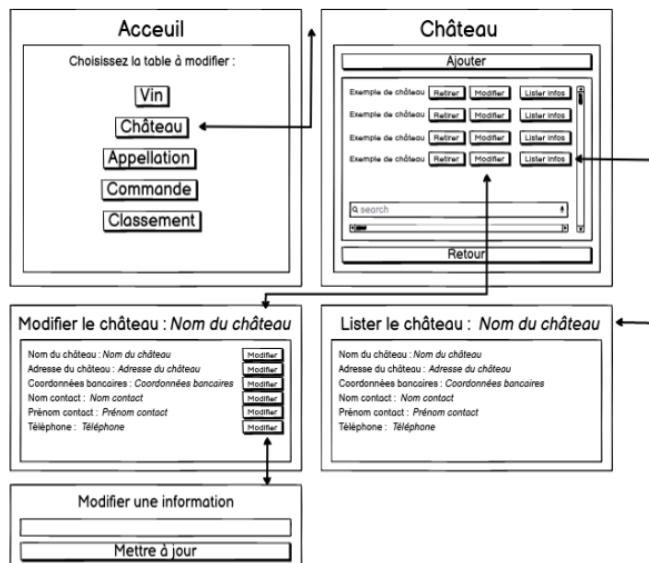 Acceuil
Choisissez la table à modifier :
Vin
Château
Appellation
Commande
Classement
Château
Ajouter
Exemple de château Retirer Modifier Lister infos
Exemple de château Retirer Modifier Lister infos
Exemple de château Retirer Modifier Lister infos
Exemple de château Retirer Modifier Lister infos
search
Retour
Modifier le château : Nom du château
Nom du château : Nom du château Modifier
Adresse du château : Adresse du château Modifier
Coordonnées bancaires : Coordonnées bancaires Modifier
Nom contact : Nom contact Modifier
Prénom contact : Prénom contact Modifier
Téléphone : Téléphone Modifier
Lister le château : Nom du château
Nom du château : Nom du château
Adresse du château : Adresse du château
Coordonnées bancaires : Coordonnées bancaires
Nom contact : Nom contact
Prénom contact : Prénom contact
Téléphone : Téléphone
Modifier une information
Mettre à jour